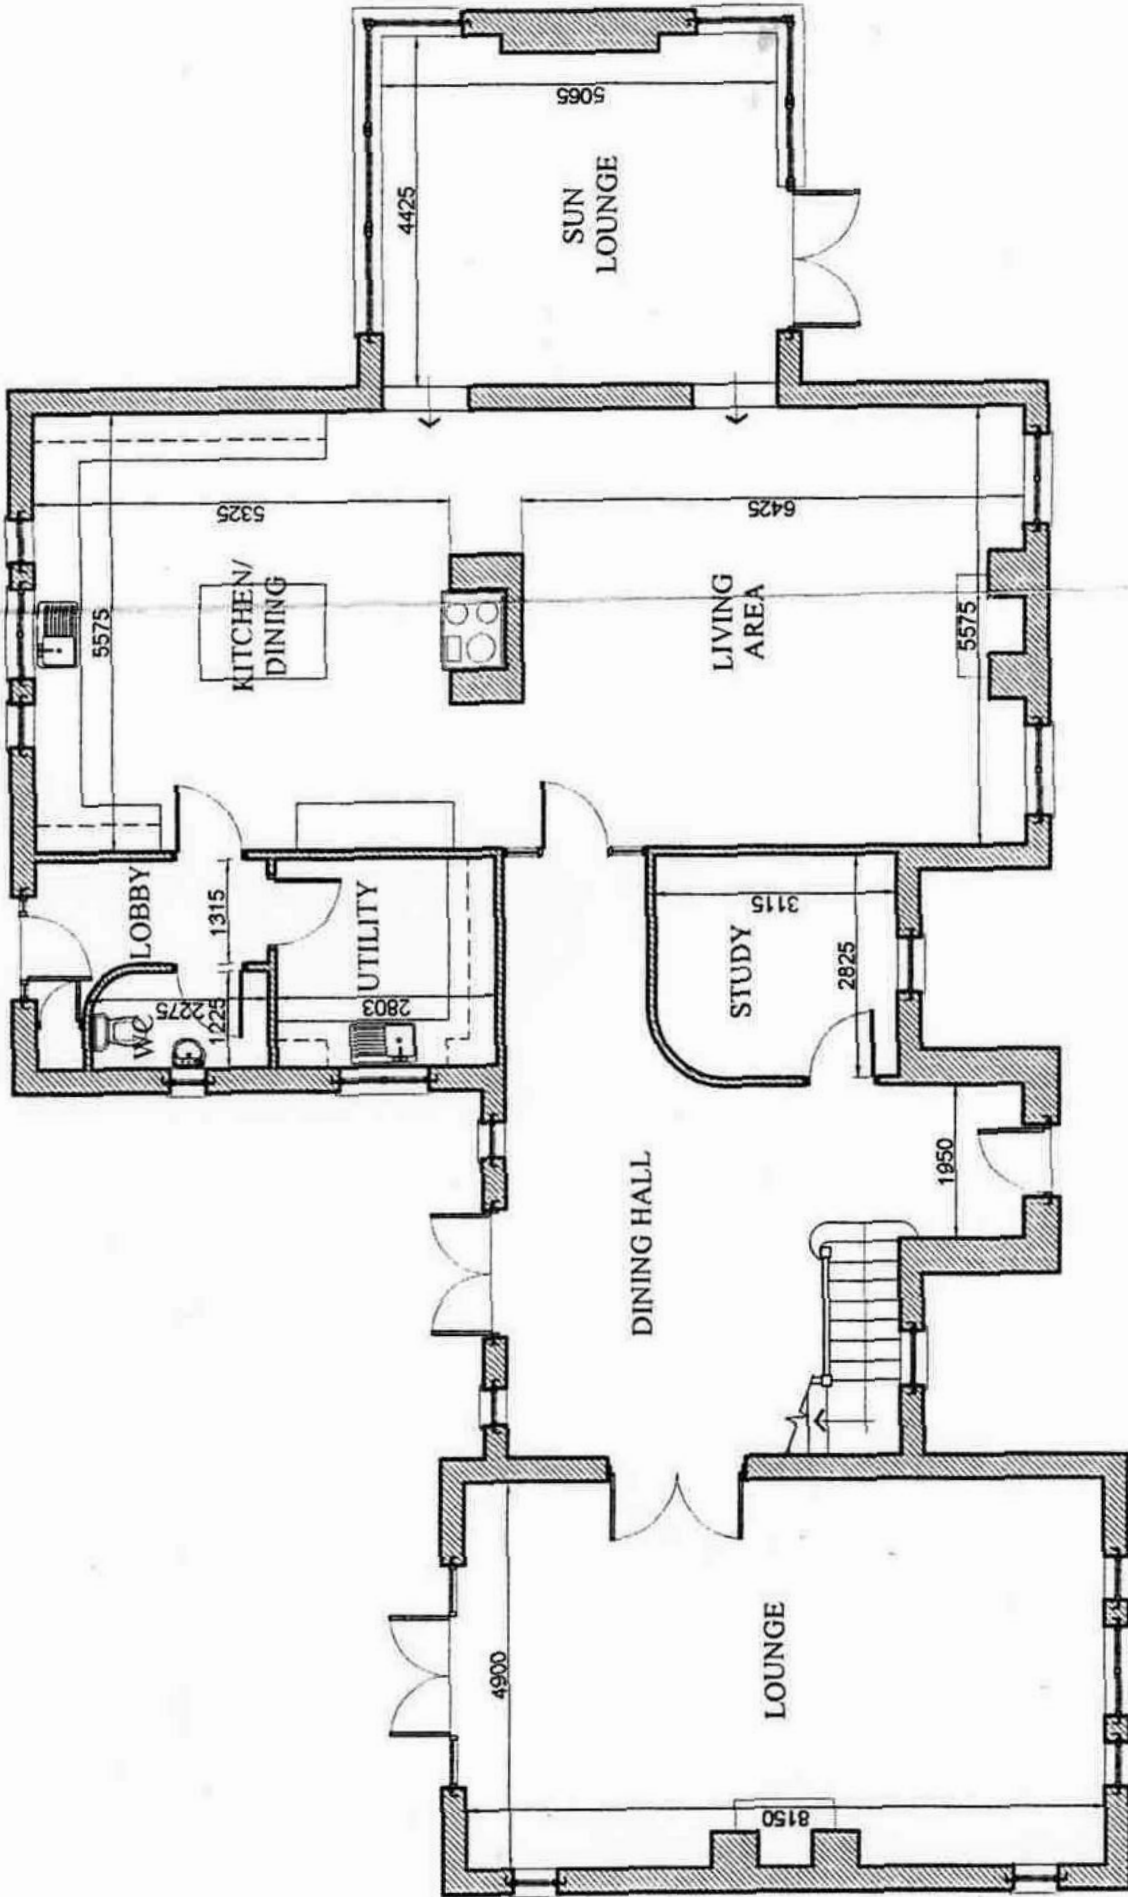 5065
4425
SUN
LOUNGE
5325
6425
5575
KITCHEN/
DINING
LIVING
AREA
5575
LOBBY
1315
UTILITY
2275
WC
1225
2803
STUDY
3115
2825
DINING HALL
1950
LOUNGE
4900
8150